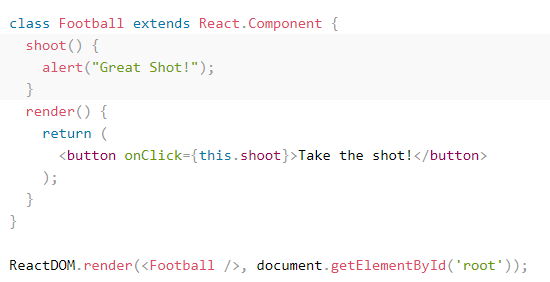 class Football extends React.Component {
  shoot() {
    alert("Great Shot!");
  }
  render() {
    return (
      <button onClick={this.shoot}>Take the shot!</button>
    );
  }
}

ReactDOM.render(<Football />, document.getElementById('root'));